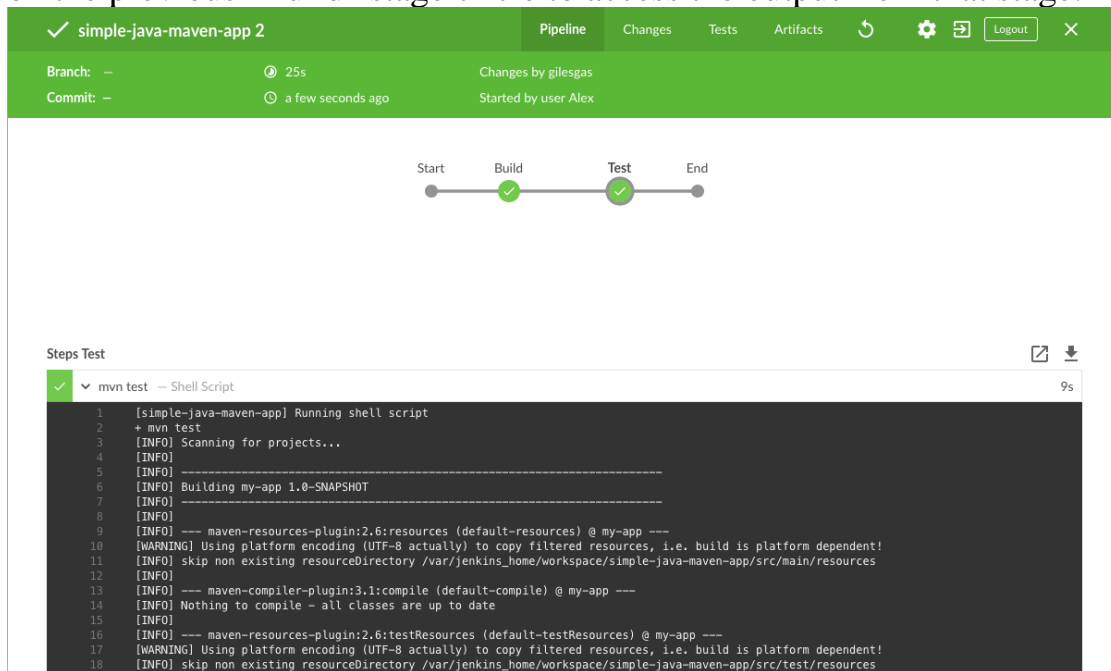 simple-java-maven-app 2 Pipeline Changes Tests Artifacts Logout
Branch: — 25s Changes by gilesgas
Commit: — a few seconds ago Started by user Alex
Start Build Test End
Steps Test
mvn test — Shell Script 9s
1 [simple-java-maven-app] Running shell script
2 + mvn test
3 [INFO] Scanning for projects...
4 [INFO]
5 [INFO] ------------------------------------------------------------------------
6 [INFO] Building my-app 1.0-SNAPSHOT
7 [INFO] ------------------------------------------------------------------------
8 [INFO]
9 [INFO] --- maven-resources-plugin:2.6:resources (default-resources) @ my-app ---
10 [WARNING] Using platform encoding (UTF-8 actually) to copy filtered resources, i.e. build is platform dependent!
11 [INFO] skip non existing resourceDirectory /var/jenkins_home/workspace/simple-java-maven-app/src/main/resources
12 [INFO]
13 [INFO] --- maven-compiler-plugin:3.1:compile (default-compile) @ my-app ---
14 [INFO] Nothing to compile - all classes are up to date
15 [INFO]
16 [INFO] --- maven-resources-plugin:2.6:testResources (default-testResources) @ my-app ---
17 [WARNING] Using platform encoding (UTF-8 actually) to copy filtered resources, i.e. build is platform dependent!
18 [INFO] skip non existing resourceDirectory /var/jenkins_home/workspace/simple-java-maven-app/src/test/resources